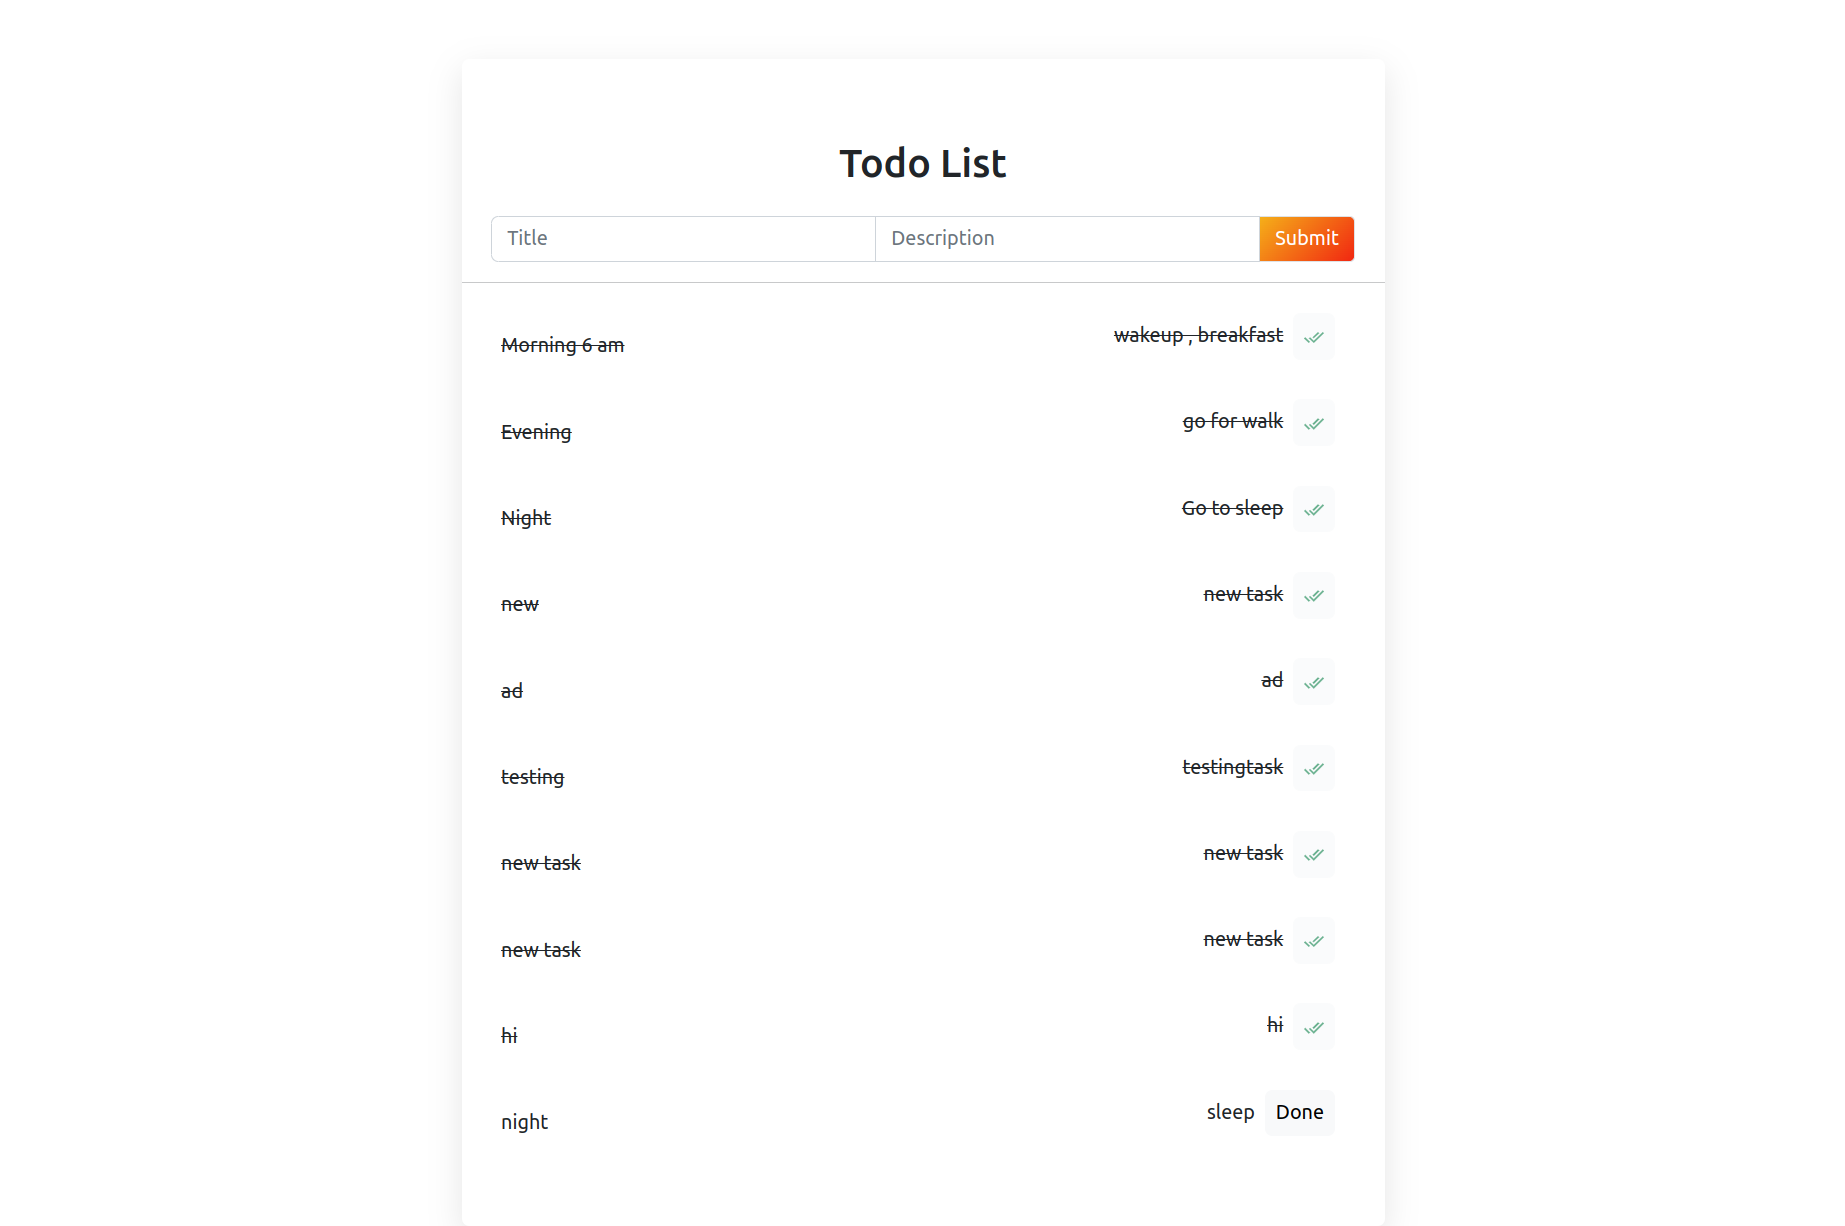 Todo List
Title Description Submit
Morning 6 am wakeup , breakfast
Evening go for walk
Night Go to sleep
new new task
ad ad
testing testingtask
new task new task
new task new task
hi hi
night sleep Done